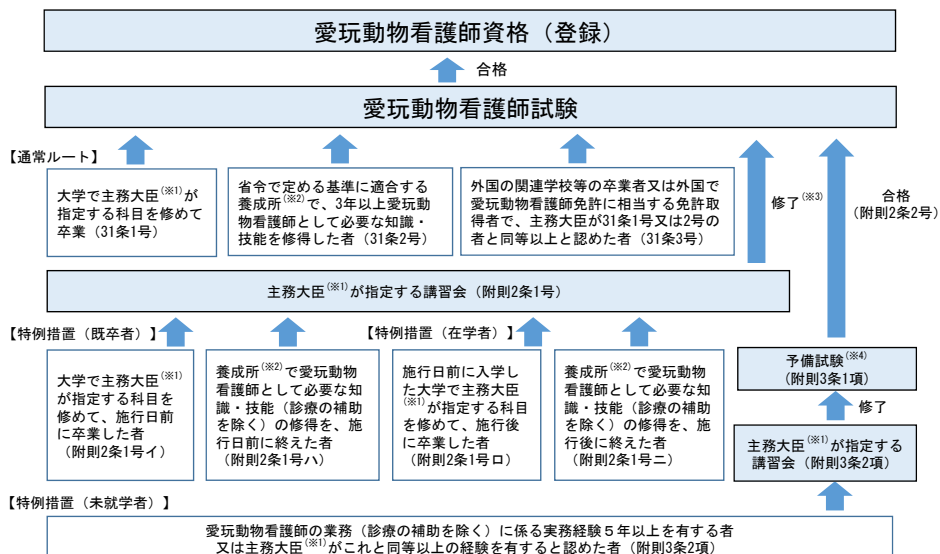 愛玩動物看護師資格（登録）
合格
愛玩動物看護師試験
【通常ルート】
大学で主務大臣(※1)が
指定する科目を修めて
卒業（31条1号）
省令で定める基準に適合する
養成所(※2)で、3年以上愛玩動
物看護師として必要な知識・
技能を修得した者（31条2号）
外国の関連学校等の卒業者又は外国で
愛玩動物看護師免許に相当する免許取
得者で、主務大臣が31条1号又は2号の
者と同等以上と認めた者（31条3号）
修了(※3)
合格
(附則2条2号)
主務大臣(※1)が指定する講習会（附則2条1号）
【特例措置（既卒者）】
【特例措置（在学者）】
大学で主務大臣(※1)
が指定する科目を
修めて、施行日前
に卒業した者
（附則2条1号イ）
養成所(※2)で愛玩動物
看護師として必要な知
識・技能（診療の補助
を除く）の修得を、施
行日前に終えた者
（附則2条1号ハ）
施行日前に入学し
た大学で主務大臣
(※1)が指定する科目
を修めて、施行後
に卒業した者
（附則2条1号ロ）
養成所(※2)で愛玩動物
看護師として必要な知
識・技能（診療の補助
を除く）の修得を、施
行後に終えた者
（附則2条1号ニ）
予備試験(※4)
(附則3条1項)
修了
主務大臣(※1)が指定する
講習会（附則3条2項）
【特例措置（未就学者）】
愛玩動物看護師の業務（診療の補助を除く）に係る実務経験５年以上を有する者
又は主務大臣(※1)がこれと同等以上の経験を有すると認めた者（附則3条2項）